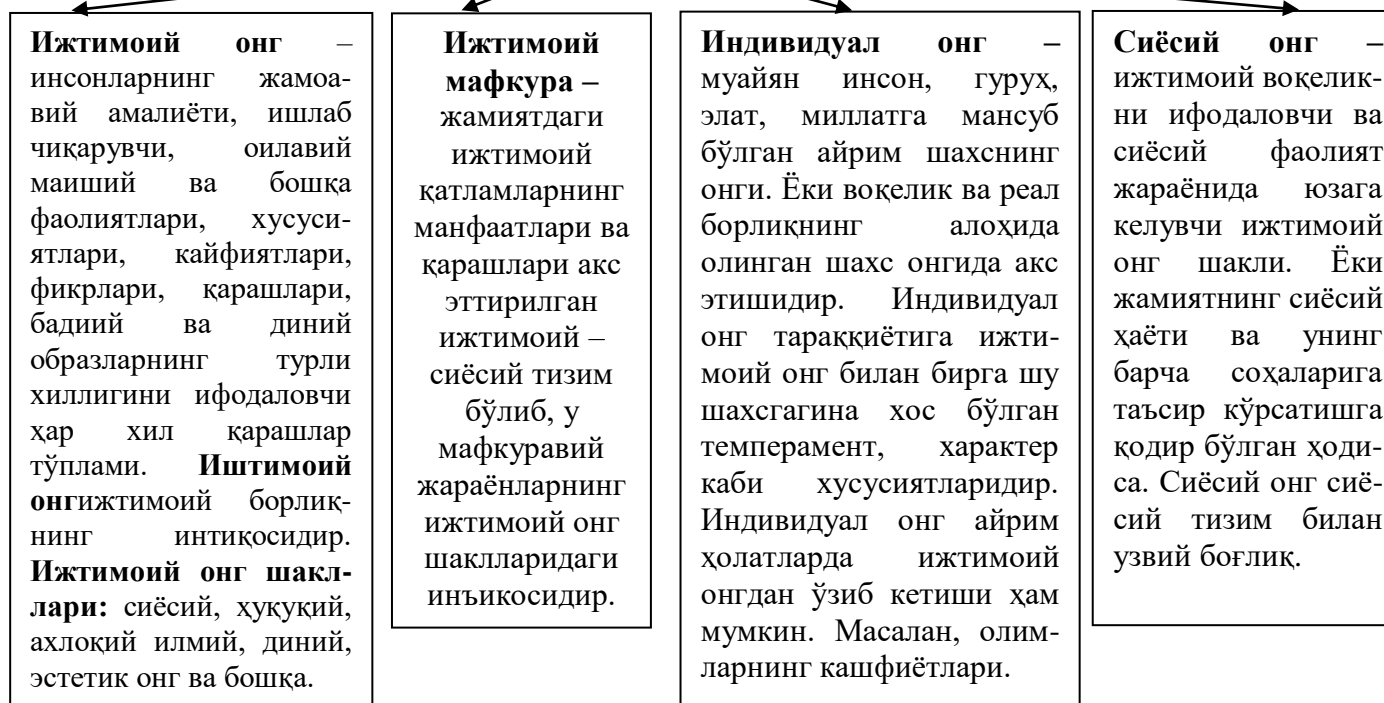 Ижтимоий онг –
инсонларнинг жамоа-
вий амалиёти, ишлаб
чиқарувчи, оилавий
маиший ва бошқа
фаолиятлари, хусуси-
ятлари, кайфиятлари,
фикрлари, қарашлари,
бадиий ва диний
образларнинг турли
хиллигини ифодаловчи
ҳар хил қарашлар
тўплами. Иштимоий
онгижтимоий борлиқ-
нинг интиқосидир.
Ижтимоий онг шакл-
лари: сиёсий, ҳуқуқий,
ахлоқий илмий, диний,
эстетик онг ва бошқа.
Ижтимоий
мафкура –
жамиятдаги
ижтимоий
қатламларнинг
манфаатлари ва
қарашлари акс
эттирилган
ижтимоий –
сиёсий тизим
бўлиб, у
мафкуравий
жараёнларнинг
ижтимоий онг
шаклларидаги
инъикосидир.
Индивидуал онг –
муайян инсон, гуруҳ,
элат, миллатга мансуб
бўлган айрим шахснинг
онги. Ёки воқелик ва реал
борлиқнинг алоҳида
олинган шахс онгида акс
этишидир. Индивидуал
онг тараққиётига ижти-
моий онг билан бирга шу
шахсгагина хос бўлган
темперамент, характер
каби хусусиятларидир.
Индивидуал онг айрим
ҳолатларда ижтимоий
онгдан ўзиб кетиши ҳам
мумкин. Масалан, олим-
ларнинг кашфиётлари.
Сиёсий онг –
ижтимоий воқелик-
ни ифодаловчи ва
сиёсий фаолият
жараёнида юзага
келувчи ижтимоий
онг шакли. Ёки
жамиятнинг сиёсий
ҳаёти ва унинг
барча соҳаларига
таъсир кўрсатишга
қодир бўлган ҳоди-
са. Сиёсий онг сиё-
сий тизим билан
узвий боғлиқ.